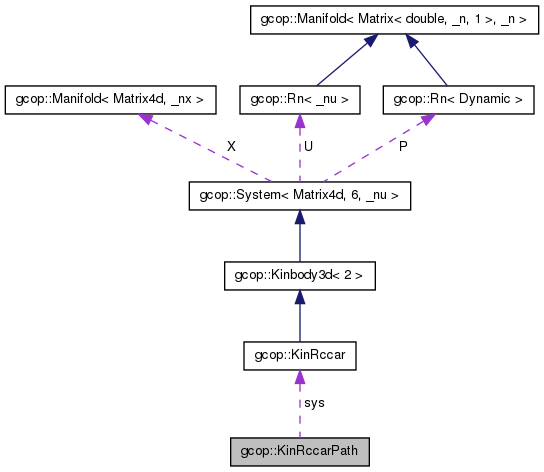 gcop::Manifold< Matrix< double, _n, 1 >, _n >
gcop::Manifold< Matrix4d, _nx >
gcop::Rn< _nu >
gcop::Rn< Dynamic >
X
U
P
gcop::System< Matrix4d, 6, _nu >
gcop::Kinbody3d< 2 >
gcop::KinRccar
sys
gcop::KinRccarPath